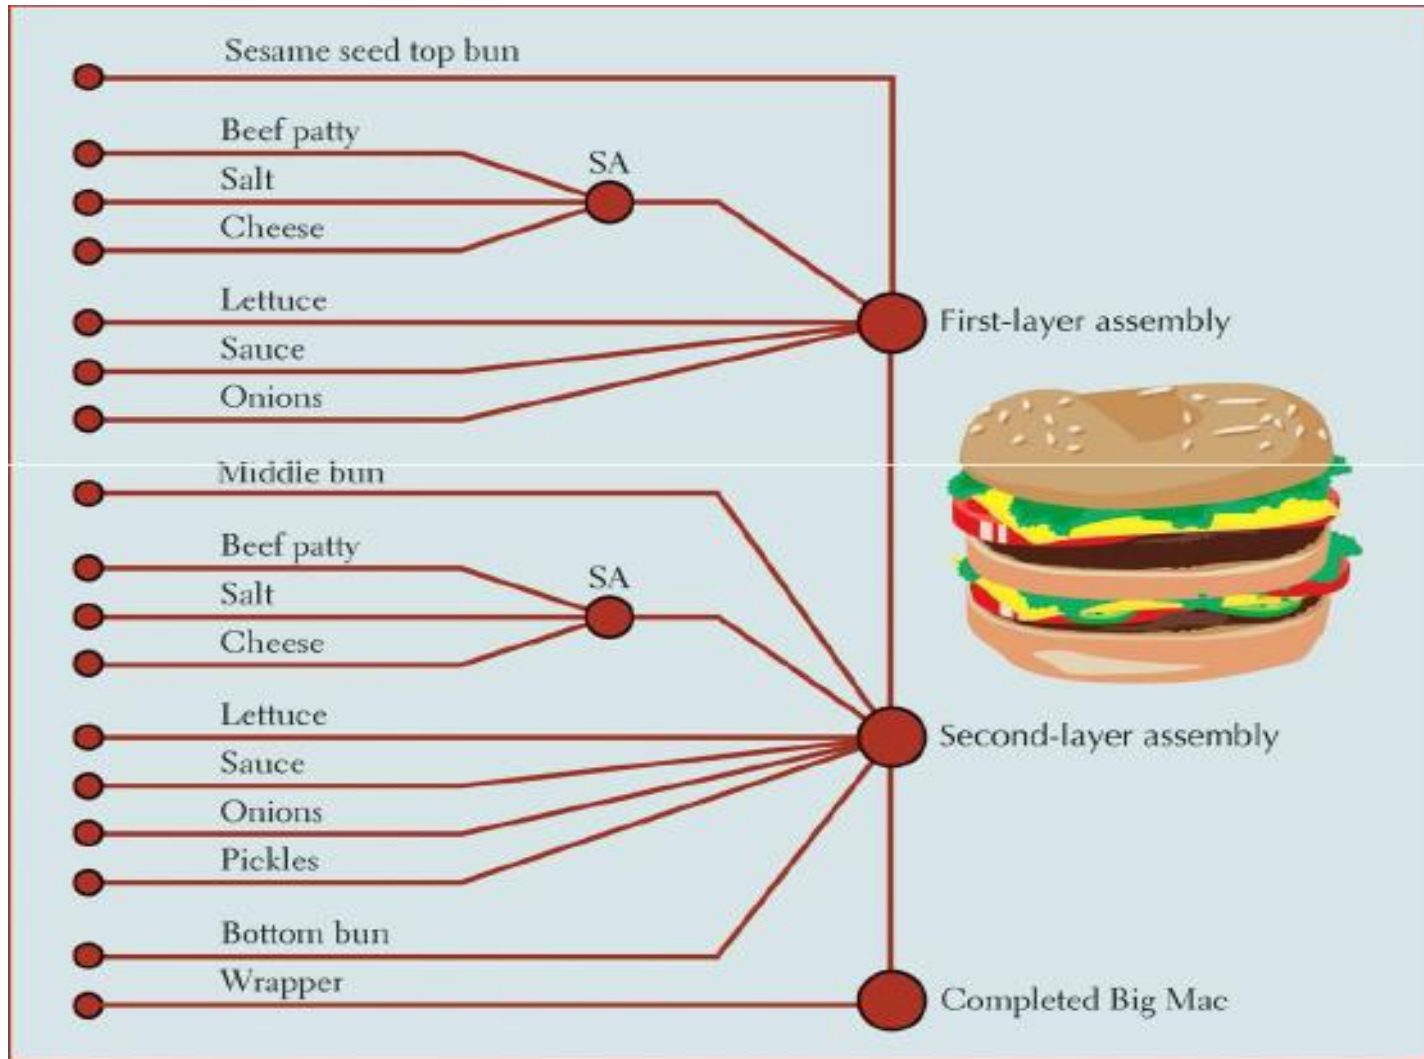 Sesame seed top bun
Beef patty
SA
Salt
Cheese
Lettuce
First-layer assembly
Sauce
Onions
Middle bun
Beef patty
SA
Salt
Cheese
Lettuce
Second-layer assembly
Sauce
Onions
Pickles
Bottom bun
Wrapper
Completed Big Mac